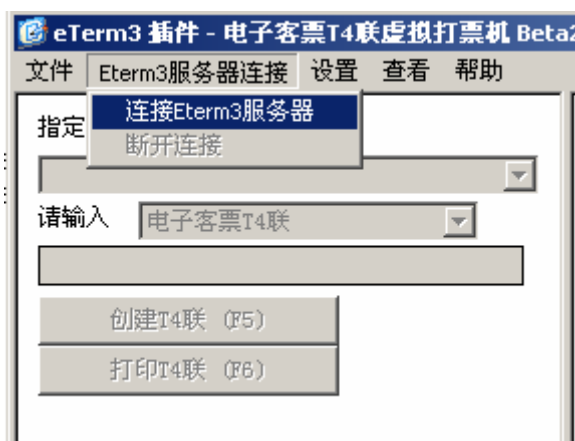 eTerm3 插件 - 电子客票T4联虚拟打票机 Beta2
文件 Eterm3服务器连接 设置 查看 帮助
连接Eterm3服务器
指定
断开连接
请输入 电子客票T4联
创建T4联 (F5)
打印T4联 (F6)